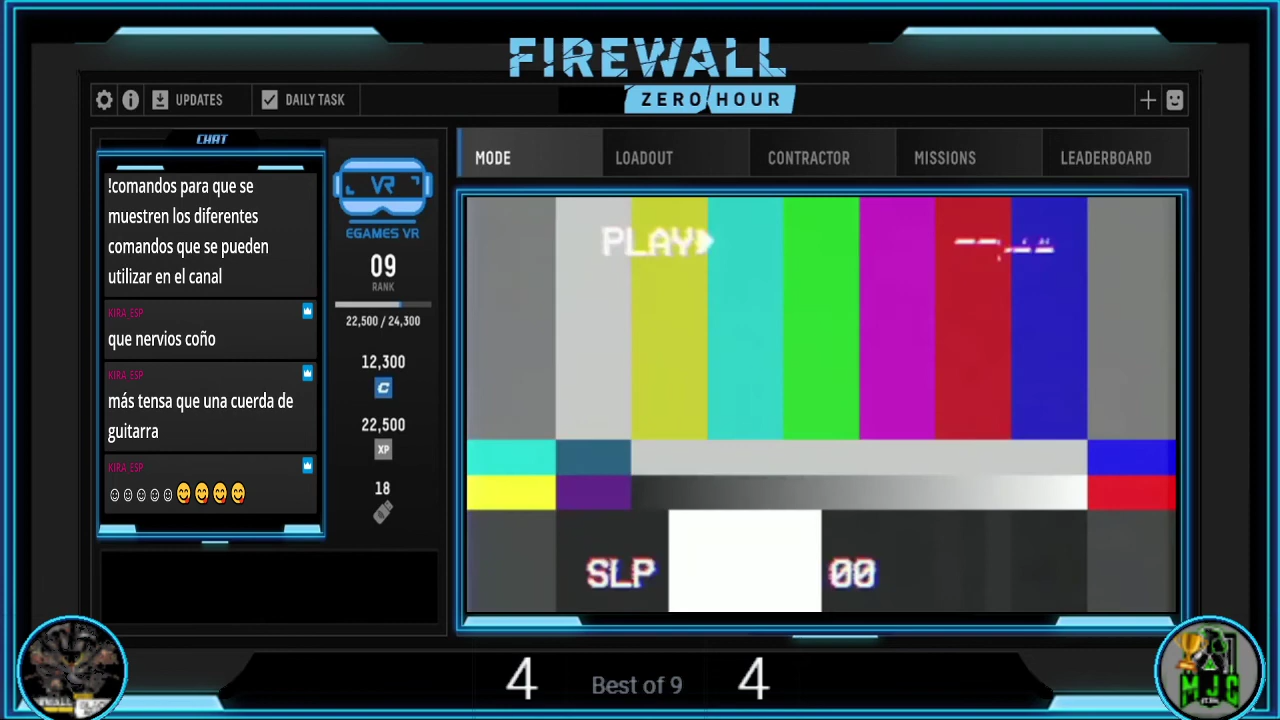 FIREWALL
ZERO HOUR
UPDATES
DAILY TASK
CHAT
!comandos para que se
muestren los diferentes
comandos que se pueden
utilizar en el canal
KIRA_ESP
que nervios coño
KIRA_ESP
más tensa que una cuerda de
guitarra
KIRA_ESP
VR
EGAMES VR
09
RANK
22,500 / 24,300
12,300
C
22,500
XP
18
MODE
LOADOUT
CONTRACTOR
MISSIONS
LEADERBOARD
PLAY
SLP
00
4
Best of 9
4
MJC